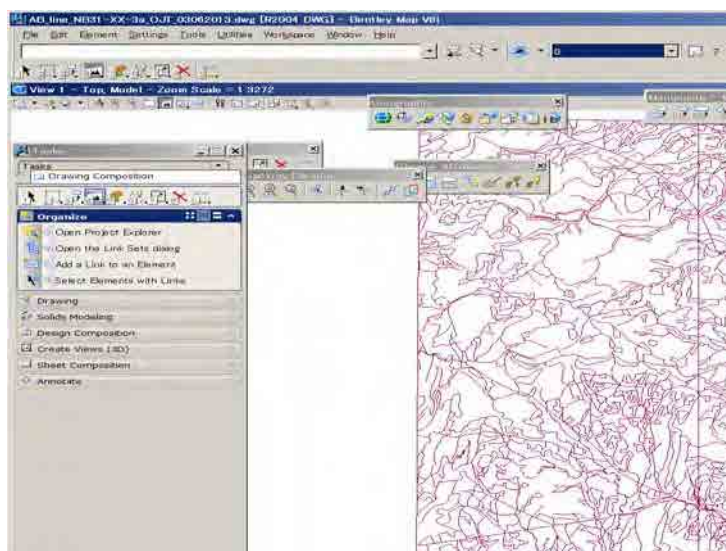 AB_line_NB31-XX-3a_OJT_03062013.dwg [R2004 DWG] - Bentley Map V8i
File Edit Element Settings Tools Utilities Workspace Window Help
0
View 1 - Top, Model - Zoom Scale = 1:3272
Tasks
Tasks
Drawing Composition
Organize
Open Project Explorer
Open the Link Sets dialog
Add a Link to an Element
Select Elements with Links
Drawing
Solids Modeling
Design Composition
Create Views (3D)
Sheet Composition
Annotate